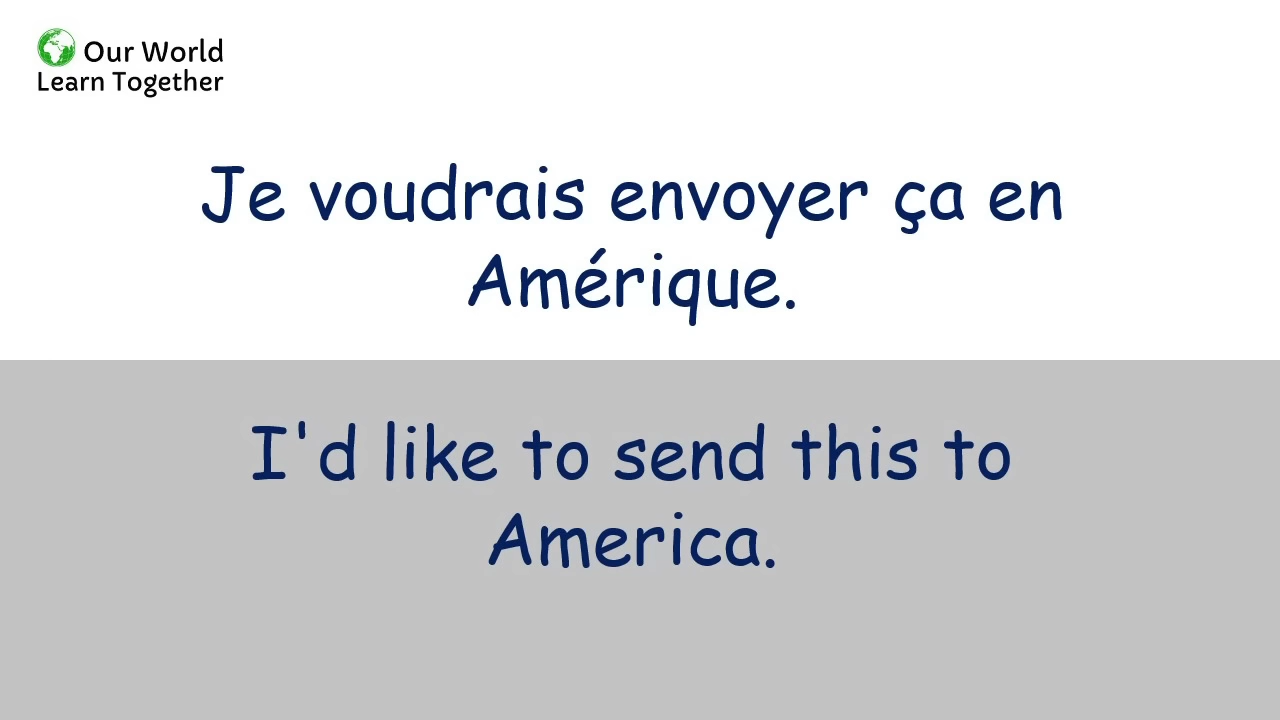 Our World
Learn Together
Je voudrais envoyer ça en
Amérique.
I'd like to send this to
America.